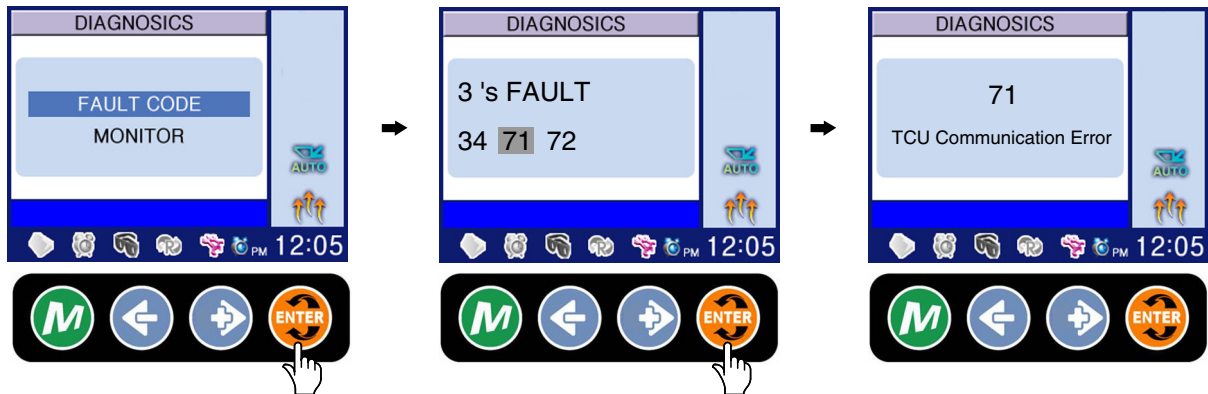 DIAGNOSICS
FAULT CODE
MONITOR
AUTO
PM 12:05
M
ENTER
DIAGNOSICS
3 's FAULT
34 71 72
AUTO
PM 12:05
M
ENTER
DIAGNOSICS
71
TCU Communication Error
AUTO
PM 12:05
M
ENTER